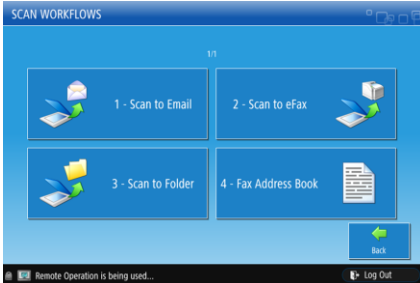 SCAN WORKFLOWS
1/1
1 - Scan to Email
2 - Scan to eFax
3 - Scan to Folder
4 - Fax Address Book
Back
Remote Operation is being used...
Log Out